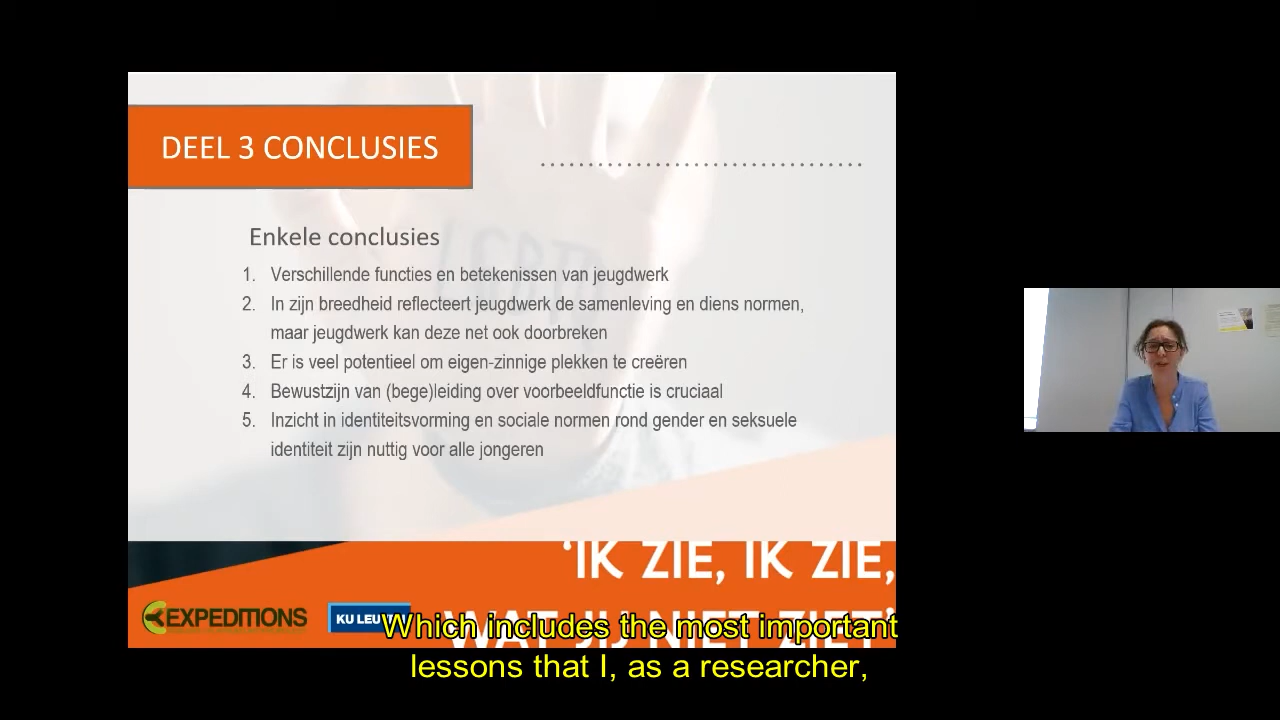 DEEL 3 CONCLUSIES
LGBTI
Enkele conclusies
1. Verschillende functies en betekenissen van jeugdwerk
2. In zijn breedheid reflecteert jeugdwerk de samenleving en diens normen,
maar jeugdwerk kan deze net ook doorbreken
3. Er is veel potentieel om eigen-zinnige plekken te creëren
4. Bewustzijn van (bege)leiding over voorbeeldfunctie is cruciaal
5. Inzicht in identiteitsvorming en sociale normen rond gender en seksuele
identiteit zijn nuttig voor alle jongeren
'IK ZIE, IK ZIE,
WAT JIJ NIET ZIET'
EXPEDITIONS
KU LEU
Which includes the most important
lessons that I, as a researcher,